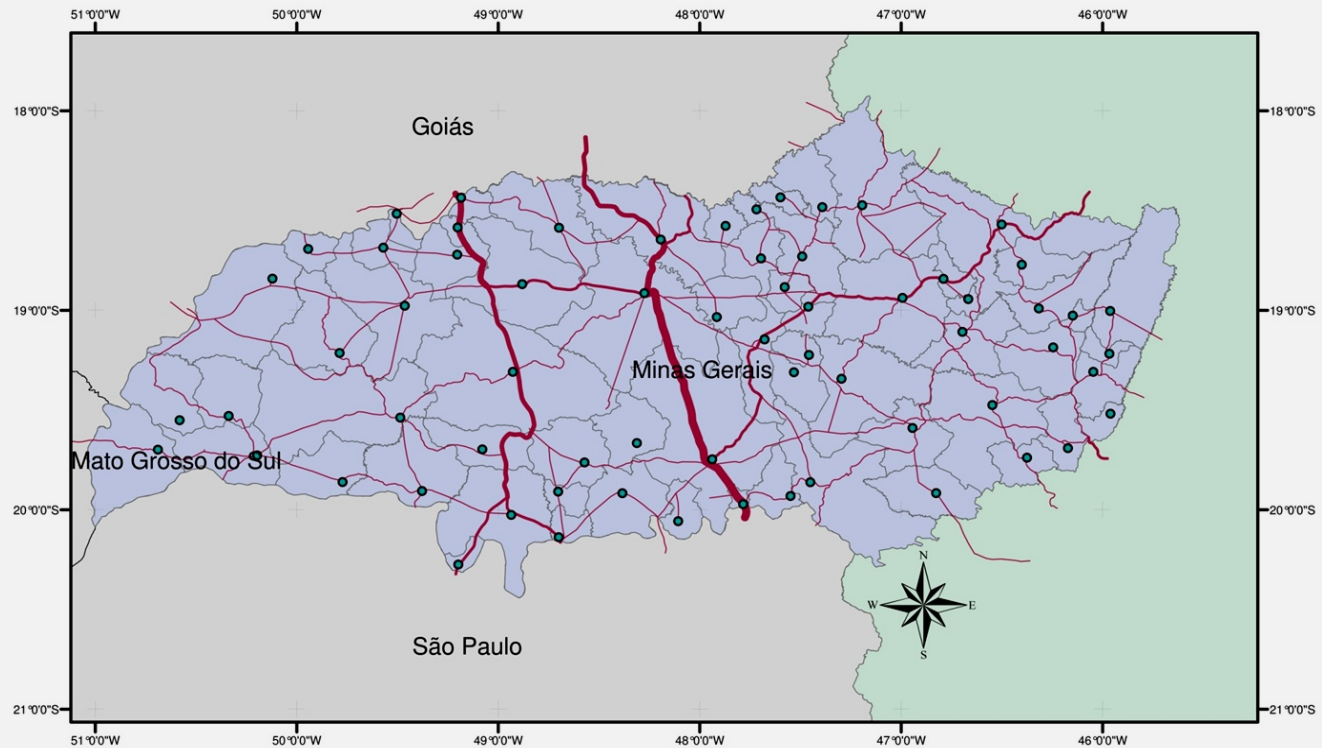 51°0'0"W 50°0'0"W 49°0'0"W 48°0'0"W 47°0'0"W 46°0'0"W
18°0'0"S 18°0'0"S
Goiás
19°0'0"S 19°0'0"S
Minas Gerais
Mato Grosso do Sul
20°0'0"S 20°0'0"S
N
W E
S
São Paulo
21°0'0"S 21°0'0"S
51°0'0"W 50°0'0"W 49°0'0"W 48°0'0"W 47°0'0"W 46°0'0"W